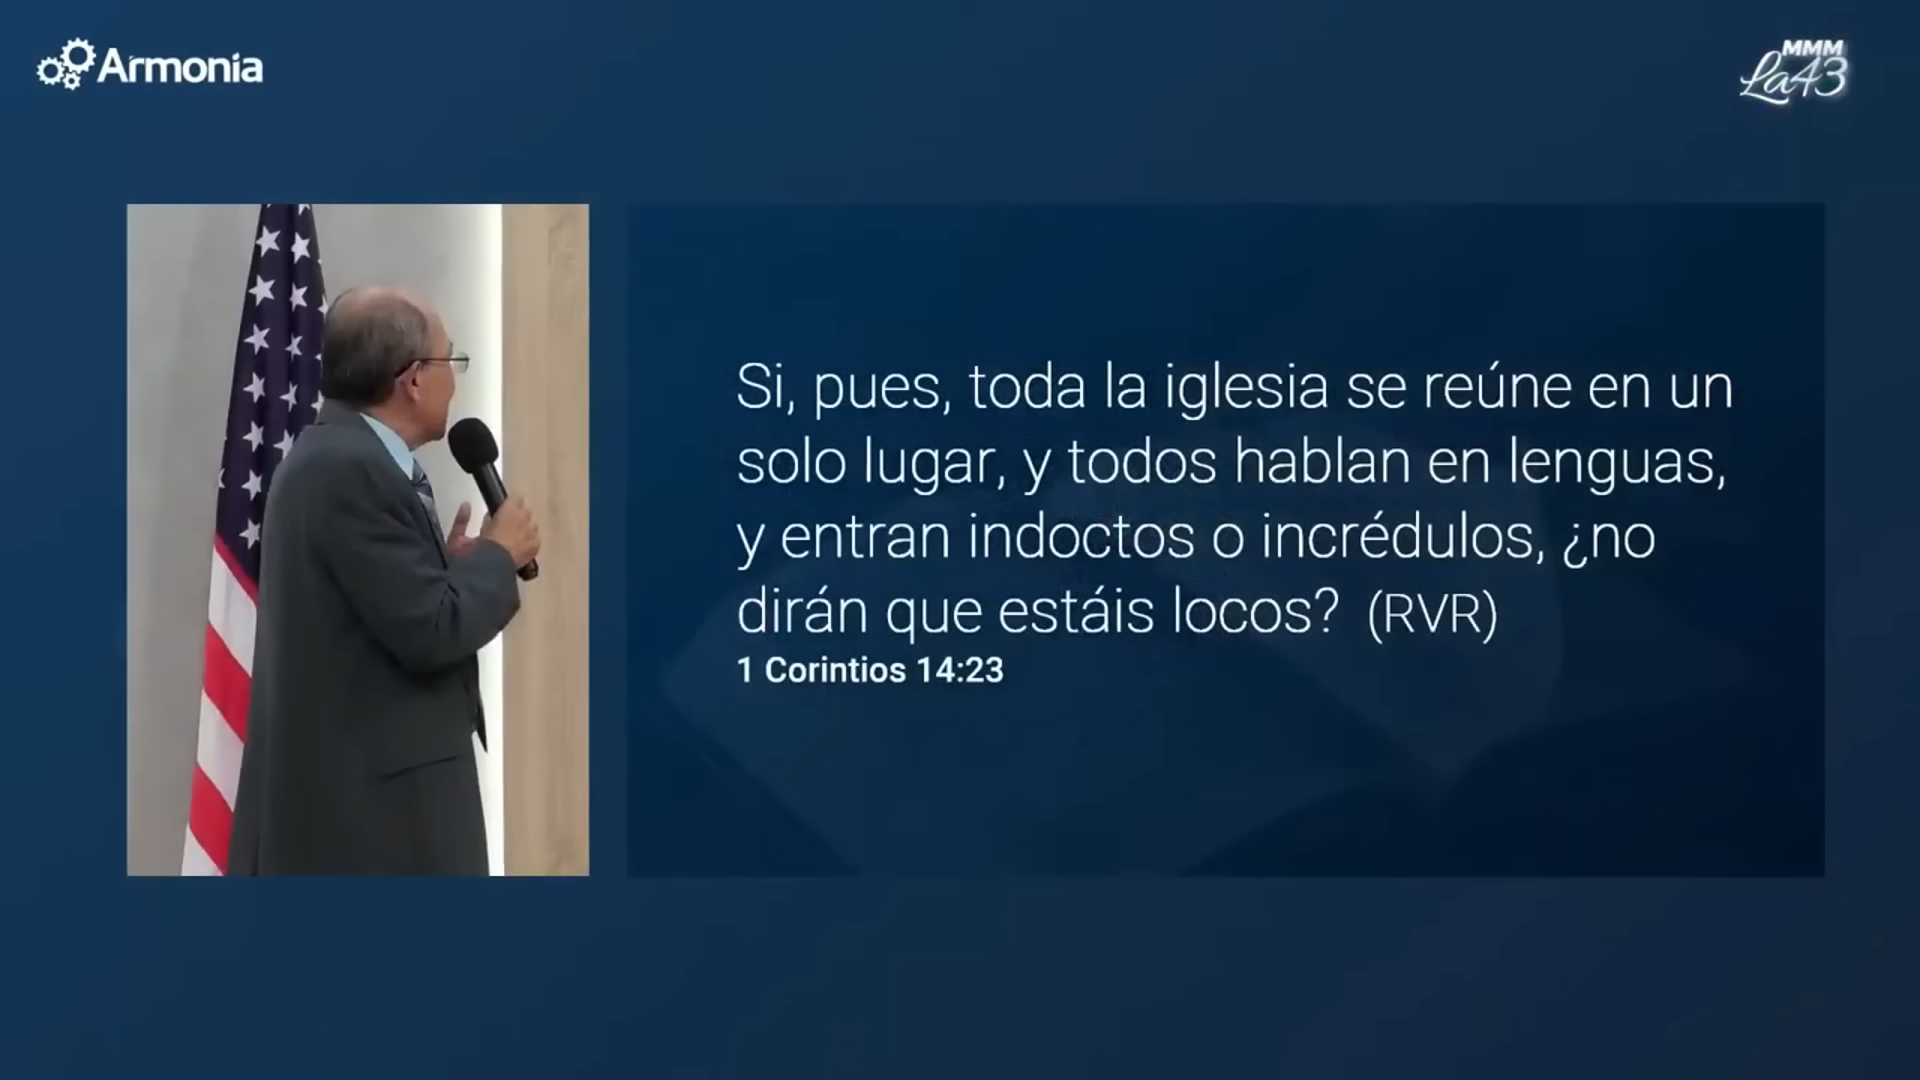 Armonía
MMM
La43
Si, pues, toda la iglesia se reúne en un
solo lugar, y todos hablan en lenguas,
y entran indoctos o incrédulos, ¿no
dirán que estáis locos? (RVR)
1 Corintios 14:23